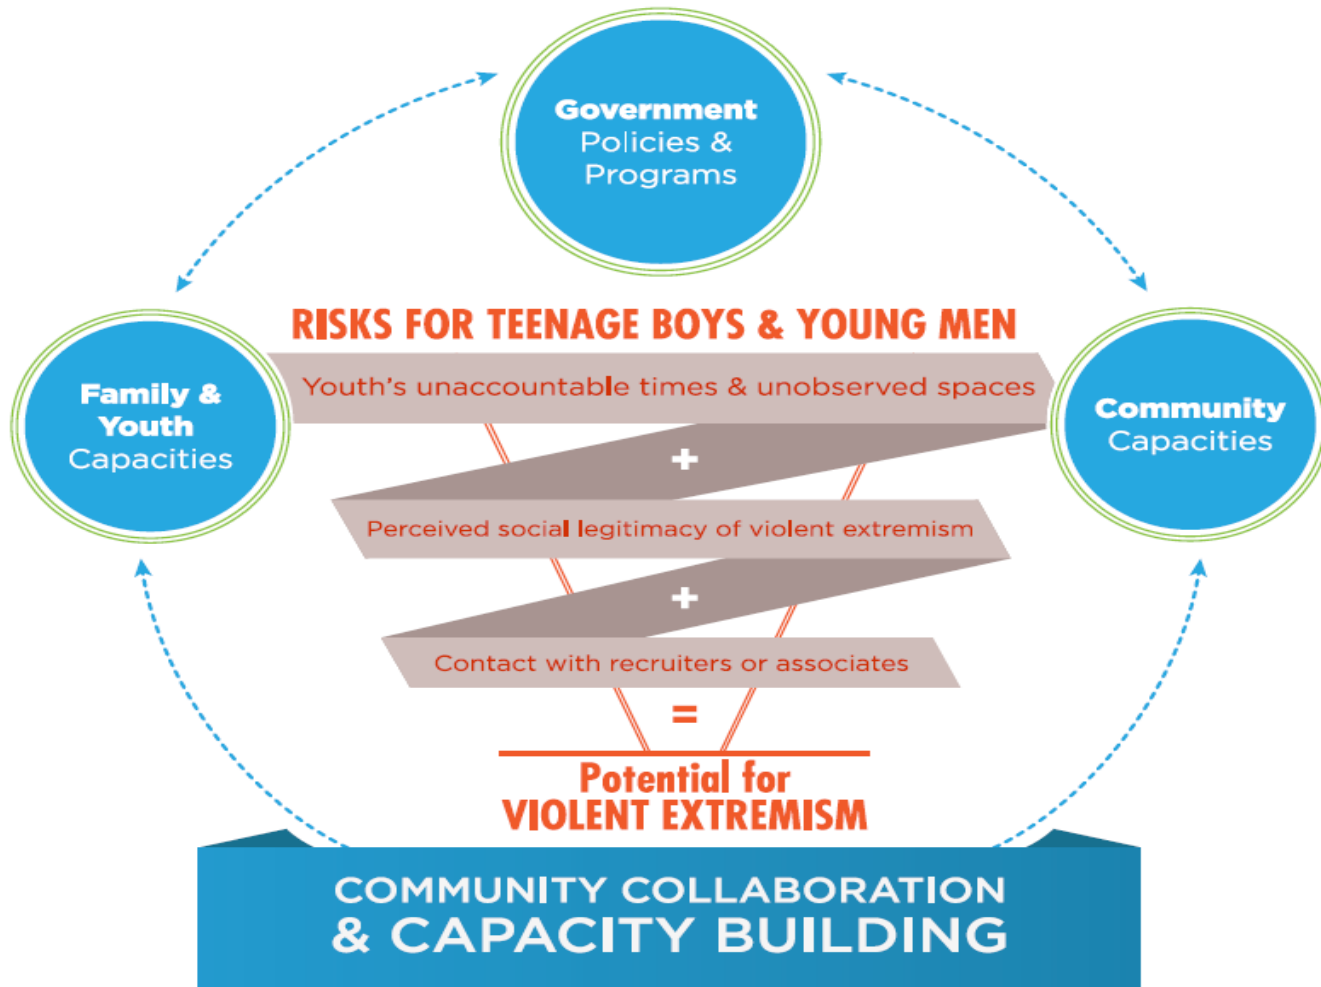 Government
Policies &
Programs
RISKS FOR TEENAGE BOYS & YOUNG MEN
Family &
Youth
Capacities
Youth's unaccountable times & unobserved spaces
Community
Capacities
+
Perceived social legitimacy of violent extremism
+
Contact with recruiters or associates
=
Potential for
VIOLENT EXTREMISM
COMMUNITY COLLABORATION
& CAPACITY BUILDING